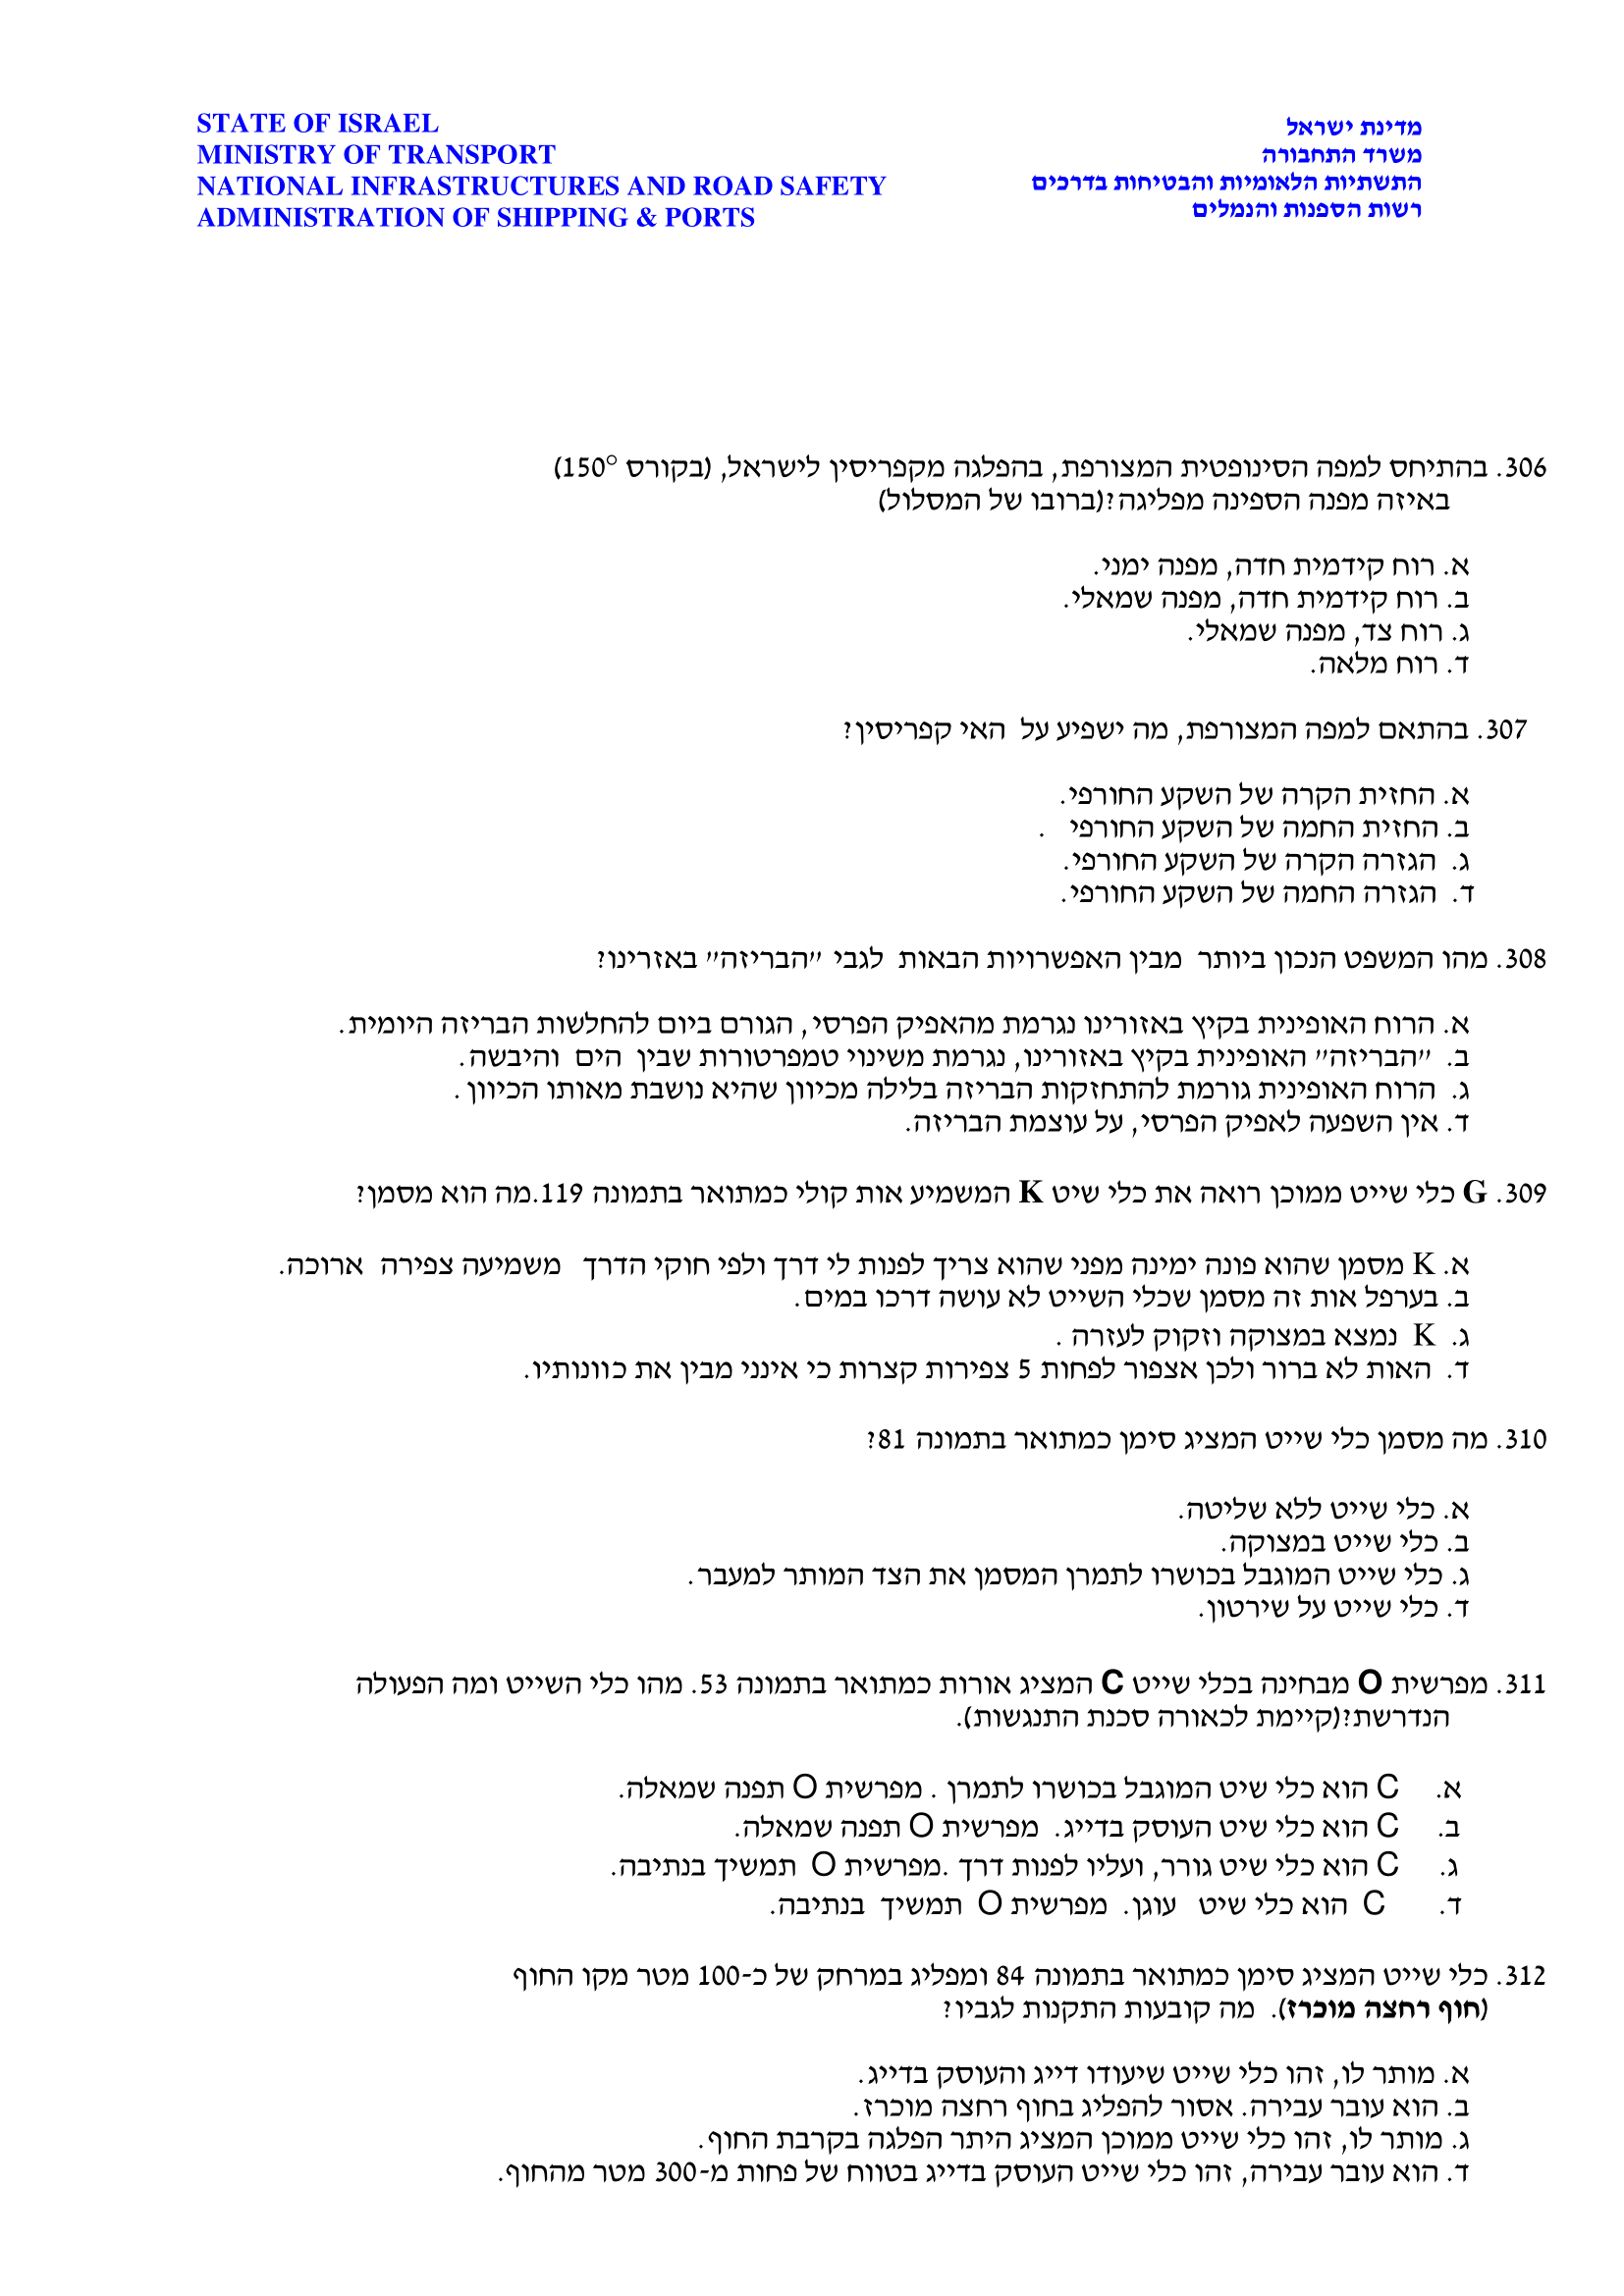 STATE OF ISRAEL
MINISTRY OF TRANSPORT
NATIONAL INFRASTRUCTURES AND ROAD SAFETY
ADMINISTRATION OF SHIPPING & PORTS
מדינת ישראל
משרד התחבורה
התשתיות הלאומיות והבטיחות בדרכים
רשות הספנות והנמלים
306. בהתיחס למפה הסינופטית המצורפת, בהפלגה מקפריסין לישראל, (בקורס 150°)
באיזה מפנה הספינה מפליגה?(ברובו של המסלול)
א. רוח קידמית חדה, מפנה ימני.
ב. רוח קידמית חדה, מפנה שמאלי.
ג. רוח צד, מפנה שמאלי.
ד. רוח מלאה.
307. בהתאם למפה המצורפת, מה ישפיע על האי קפריסין?
א. החזית הקרה של השקע החורפי.
ב. החזית החמה של השקע החורפי .
ג. הגזרה הקרה של השקע החורפי.
ד. הגזרה החמה של השקע החורפי.
308. מהו המשפט הנכון ביותר מבין האפשרויות הבאות לגבי "הבריזה" באזרינו?
א. הרוח האופינית בקיץ באזורינו נגרמת מהאפיק הפרסי, הגורם ביום להחלשות הבריזה היומית.
ב. "הבריזה" האופינית בקיץ באזורינו, נגרמת משינוי טמפרטורות שבין הים והיבשה.
ג. הרוח האופינית גורמת להתחזקות הבריזה בלילה מכיוון שהיא נושבת מאותו הכיוון.
ד. אין השפעה לאפיק הפרסי, על עוצמת הבריזה.
309. G כלי שייט ממוכן רואה את כלי שיט K המשמיע אות קולי כמתואר בתמונה 119.מה הוא מסמן?
א. K מסמן שהוא פונה ימינה מפני שהוא צריך לפנות לי דרך ולפי חוקי הדרך משמיעה צפירה ארוכה.
ב. בערפל אות זה מסמן שכלי השייט לא עושה דרכו במים.
ג. K נמצא במצוקה וזקוק לעזרה .
ד. האות לא ברור ולכן אצפור לפחות 5 צפירות קצרות כי אינני מבין את כוונותיו.
310. מה מסמן כלי שייט המציג סימן כמתואר בתמונה 81?
א. כלי שייט ללא שליטה.
ב. כלי שייט במצוקה.
ג. כלי שייט המוגבל בכושרו לתמרן המסמן את הצד המותר למעבר.
ד. כלי שייט על שירטון.
311. מפרשית O מבחינה בכלי שייט C המציג אורות כמתואר בתמונה 53. מהו כלי השייט ומה הפעולה
הנדרשת?(קיימת לכאורה סכנת התנגשות).
א. C הוא כלי שיט המוגבל בכושרו לתמרן . מפרשית O תפנה שמאלה.
ב. C הוא כלי שיט העוסק בדייג. מפרשית O תפנה שמאלה.
ג. C הוא כלי שיט גורר, ועליו לפנות דרך .מפרשית O תמשיך בנתיבה.
ד. C הוא כלי שיט עוגן. מפרשית O תמשיך בנתיבה.
312. כלי שייט המציג סימן כמתואר בתמונה 84 ומפליג במרחק של כ-100 מטר מקו החוף
(חוף רחצה מוכרז). מה קובעות התקנות לגביו?
א. מותר לו, זהו כלי שייט שיעודו דייג והעוסק בדייג.
ב. הוא עובר עבירה. אסור להפליג בחוף רחצה מוכרז.
ג. מותר לו, זהו כלי שייט ממוכן המציג היתר הפלגה בקרבת החוף.
ד. הוא עובר עבירה, זהו כלי שייט העוסק בדייג בטווח של פחות מ-300 מטר מהחוף.